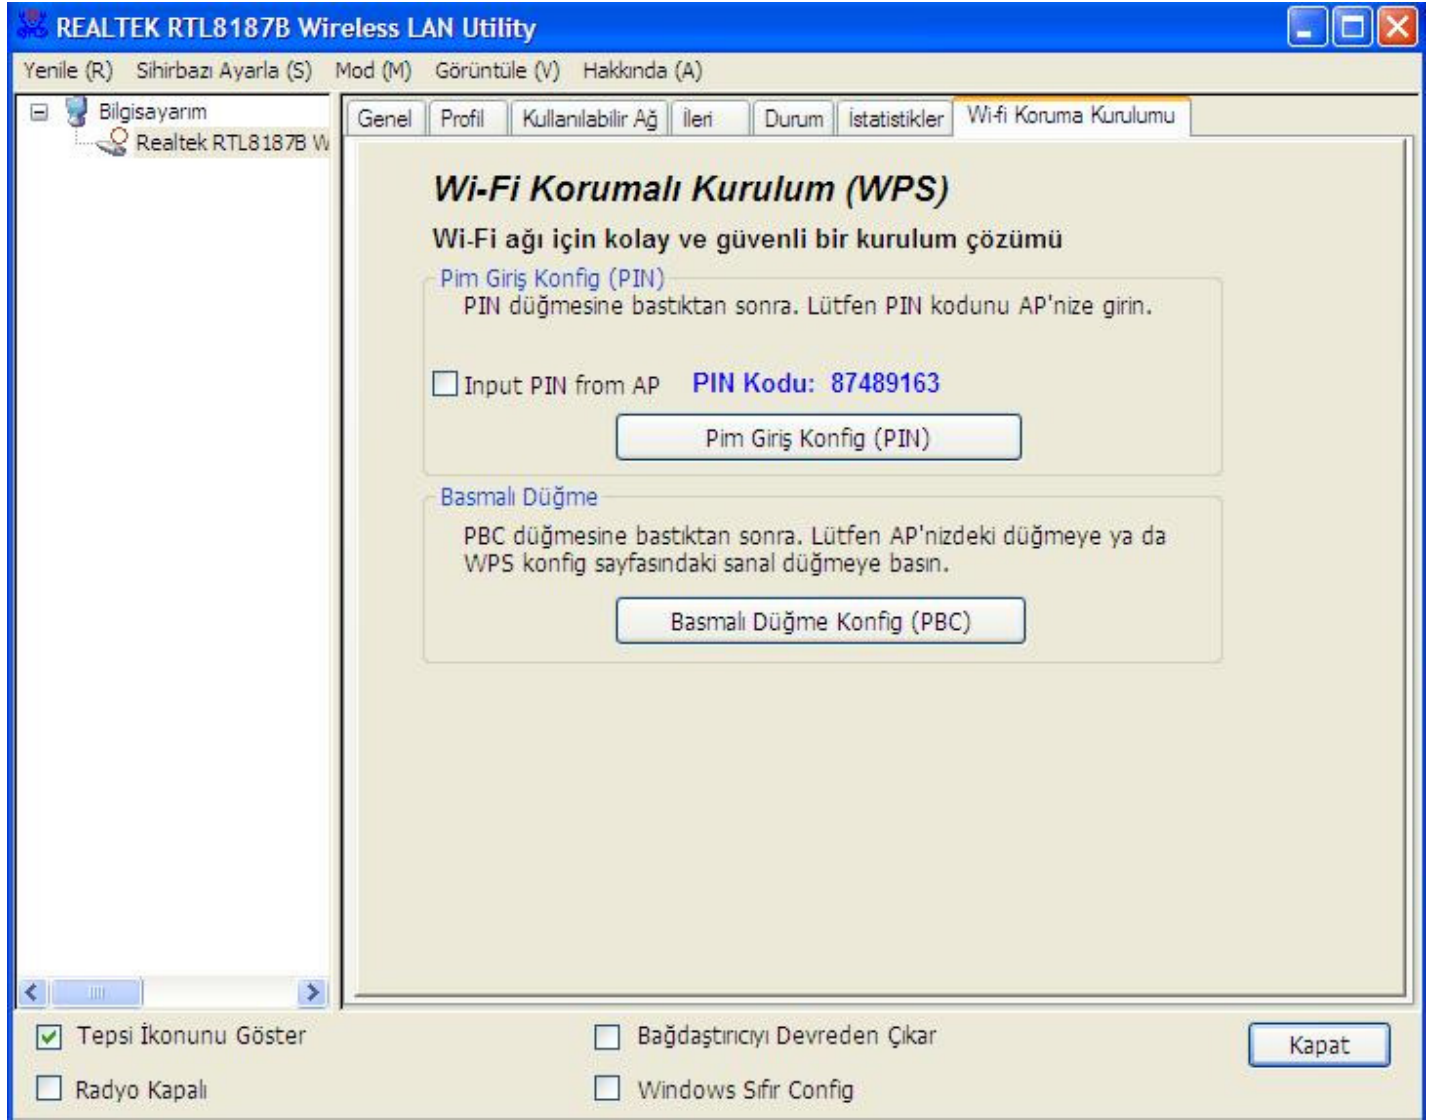 REALTEK RTL8187B Wireless LAN Utility
Yenile (R) Sihirbazı Ayarla (S) Mod (M) Görüntüle (V) Hakkında (A)
Bilgisayarım
Realtek RTL8187B W
Genel Profil Kullanılabilir Ağ İleri Durum İstatistikler Wi-fi Koruma Kurulumu
Wi-Fi Korumalı Kurulum (WPS)
Wi-Fi ağı için kolay ve güvenli bir kurulum çözümü
Pim Giriş Konfig (PIN)
PIN düğmesine bastıktan sonra. Lütfen PIN kodunu AP'nize girin.
Input PIN from AP PIN Kodu: 87489163
Pim Giriş Konfig (PIN)
Basmalı Düğme
PBC düğmesine bastıktan sonra. Lütfen AP'nizdeki düğmeye ya da
WPS konfig sayfasındaki sanal düğmeye basın.
Basmalı Düğme Konfig (PBC)
Tepsi İkonunu Göster Bağdaştırıcıyı Devreden Çıkar
Kapat
Radyo Kapalı Windows Sıfır Config